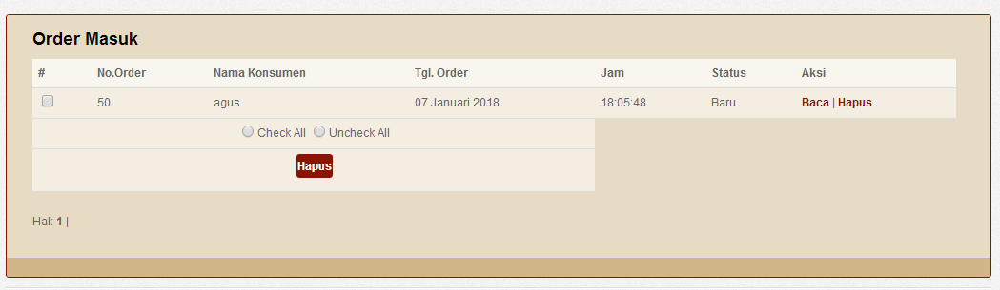 Order Masuk
# No.Order Nama Konsumen Tgl. Order Jam Status Aksi
50 agus 07 Januari 2018 18:05:48 Baru Baca | Hapus
Check All Uncheck All
Hapus
Hal: 1 |